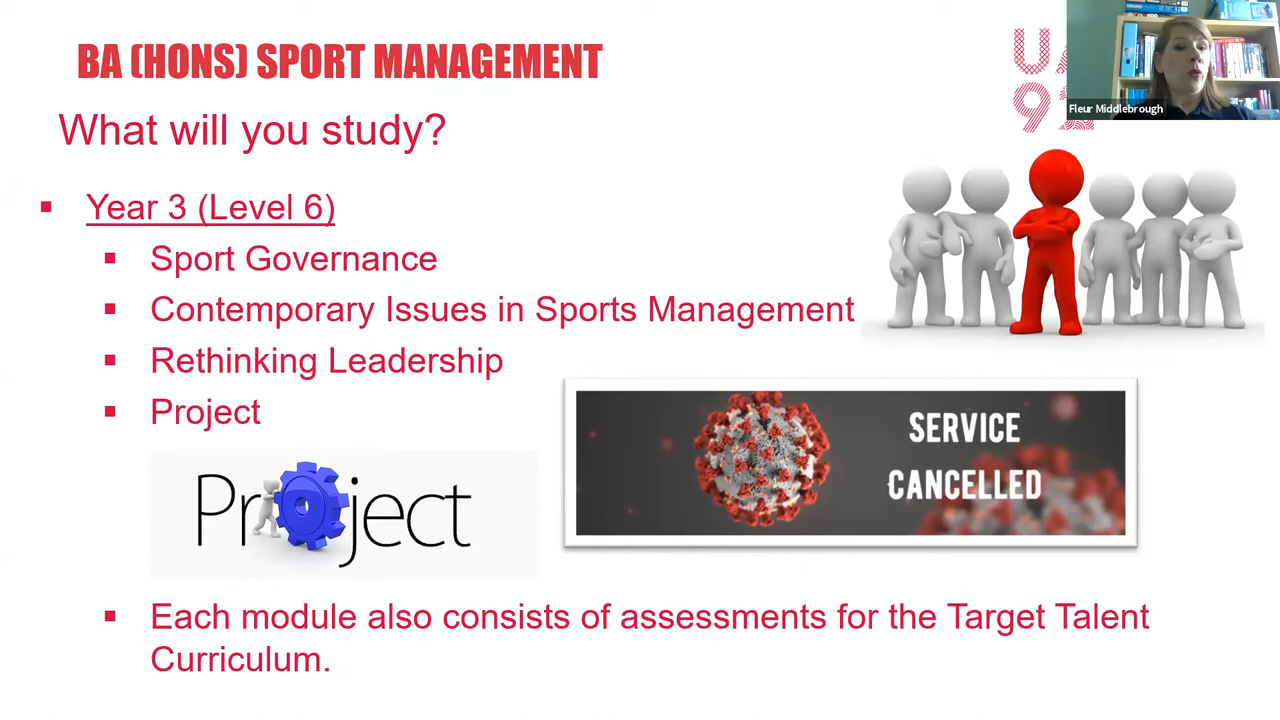 BA (HONS) SPORT MANAGEMENT
What will you study?
Fleur Middlebrough
Year 3 (Level 6)
Sport Governance
Contemporary Issues in Sports Management
Rethinking Leadership
Project
SERVICE
CANCELLED
Project
Each module also consists of assessments for the Target Talent
Curriculum.